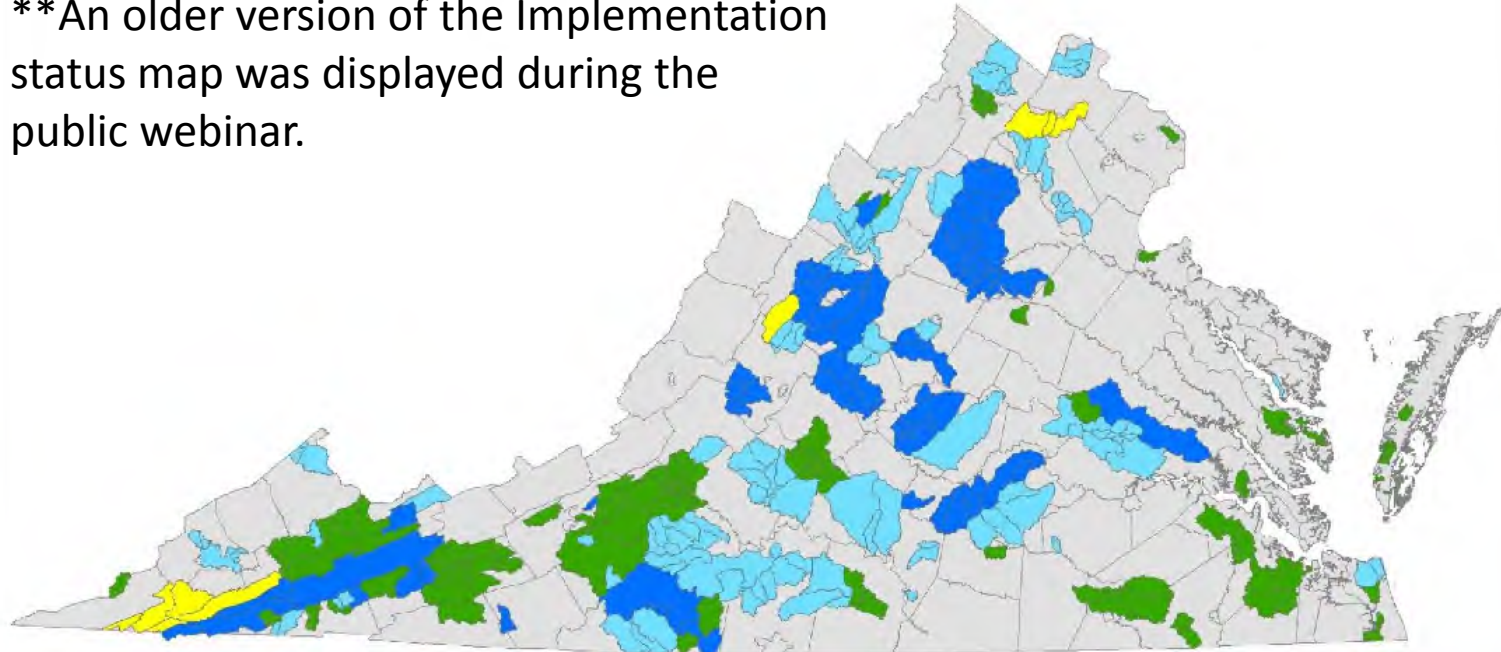 **An older version of the Implementation
status map was displayed during the
public webinar.